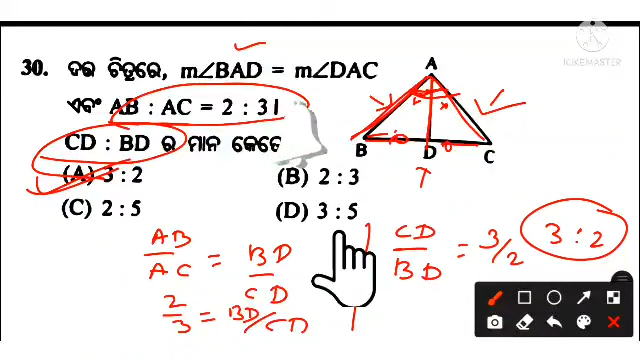 30. ଦତ୍ତ ଚିତ୍ରରେ, m∠BAD = m∠DAC
ଏବଂ AB : AC = 2 : 3 ।
CD : BD ର ମାନ କେତେ
(A) 3 : 2
(B) 2 : 3
(C) 2 : 5
(D) 3 : 5
A
B
D
C
AB/AC = BD/CD
2/3 = BD/CD
CD/BD = 3/2
3 : 2
KINEMASTER